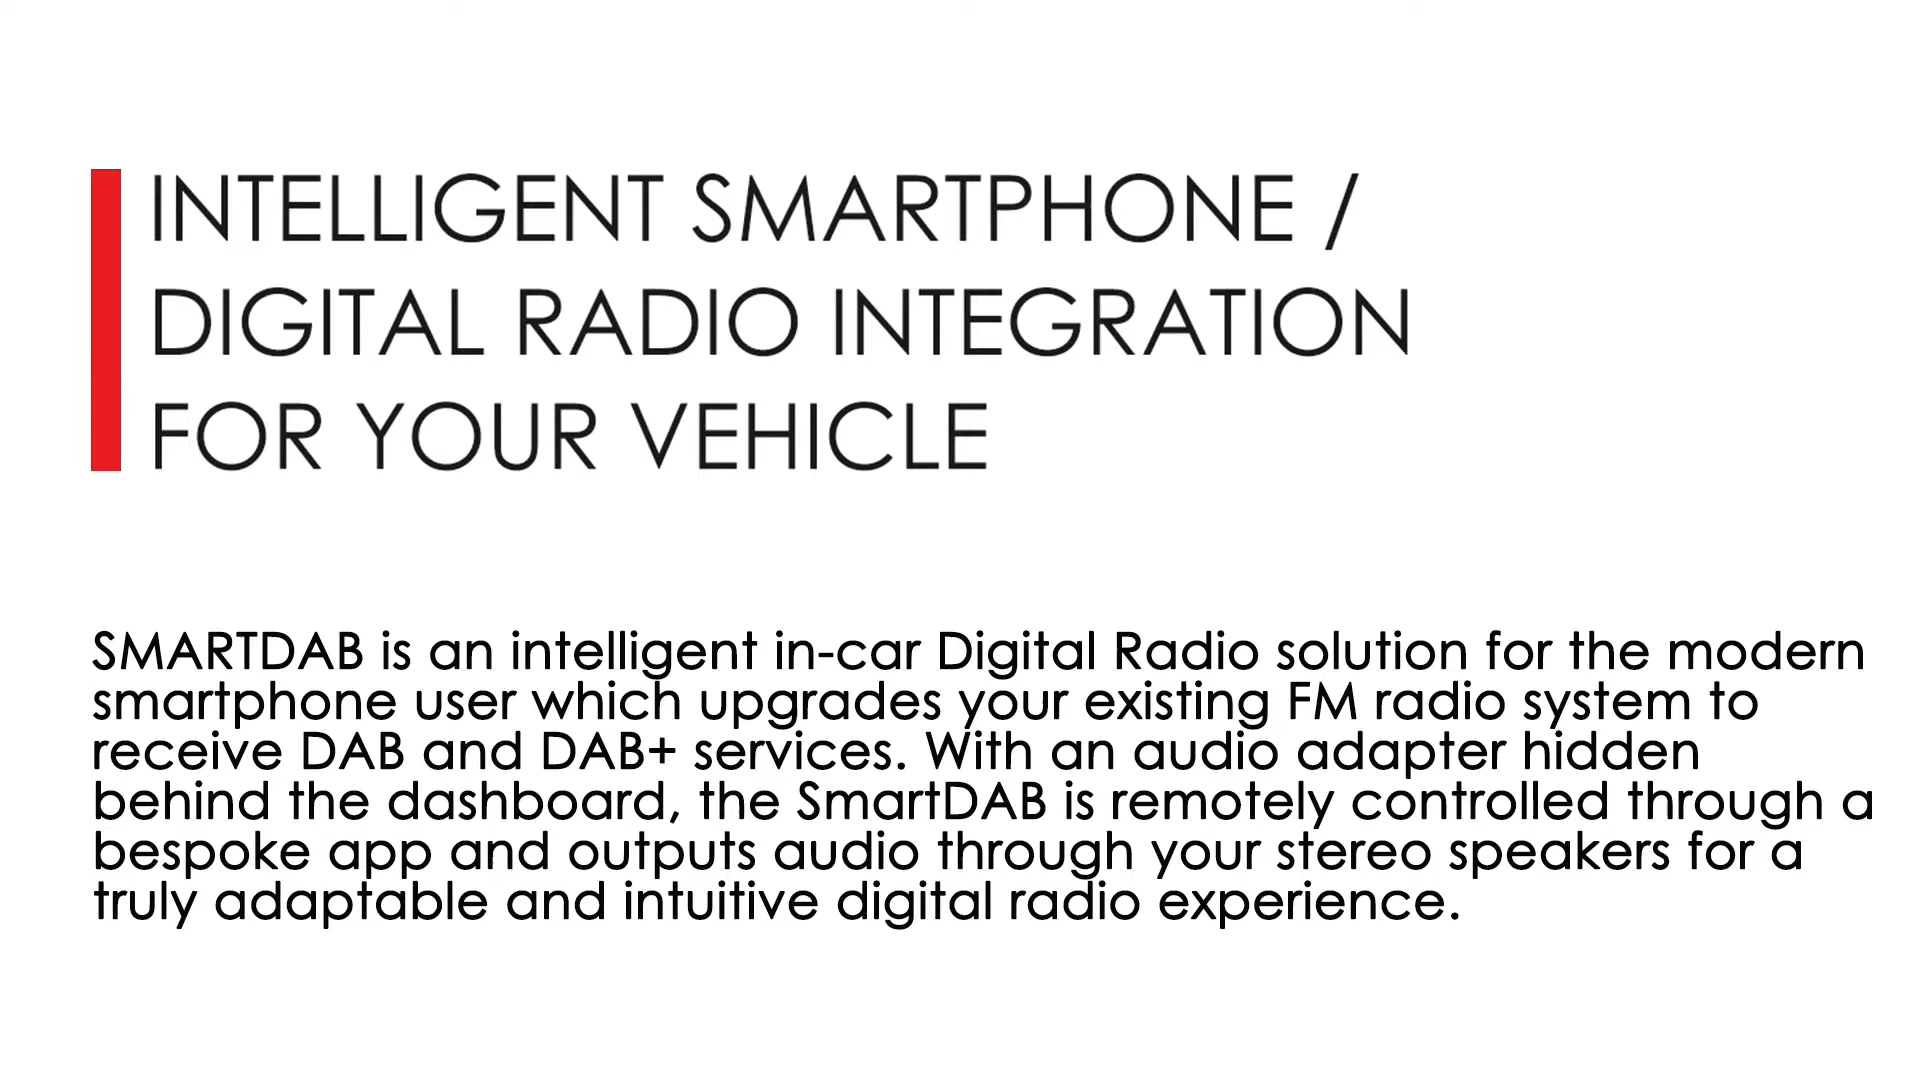 INTELLIGENT SMARTPHONE /
DIGITAL RADIO INTEGRATION
FOR YOUR VEHICLE
SMARTDAB is an intelligent in-car Digital Radio solution for the modern
smartphone user which upgrades your existing FM radio system to
receive DAB and DAB+ services. With an audio adapter hidden
behind the dashboard, the SmartDAB is remotely controlled through a
bespoke app and outputs audio through your stereo speakers for a
truly adaptable and intuitive digital radio experience.